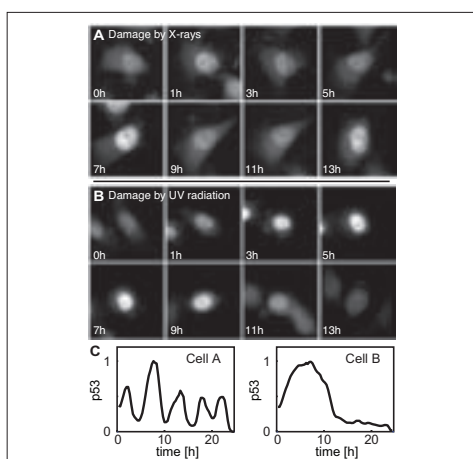 A Damage by X-rays
0h 1h 3h 5h
7h 9h 11h 13h
B Damage by UV radiation
0h 1h 3h 5h
7h 9h 11h 13h
C
Cell A
1
p53
0
0 10 20
time [h]
Cell B
1
p53
0
0 10 20
time [h]